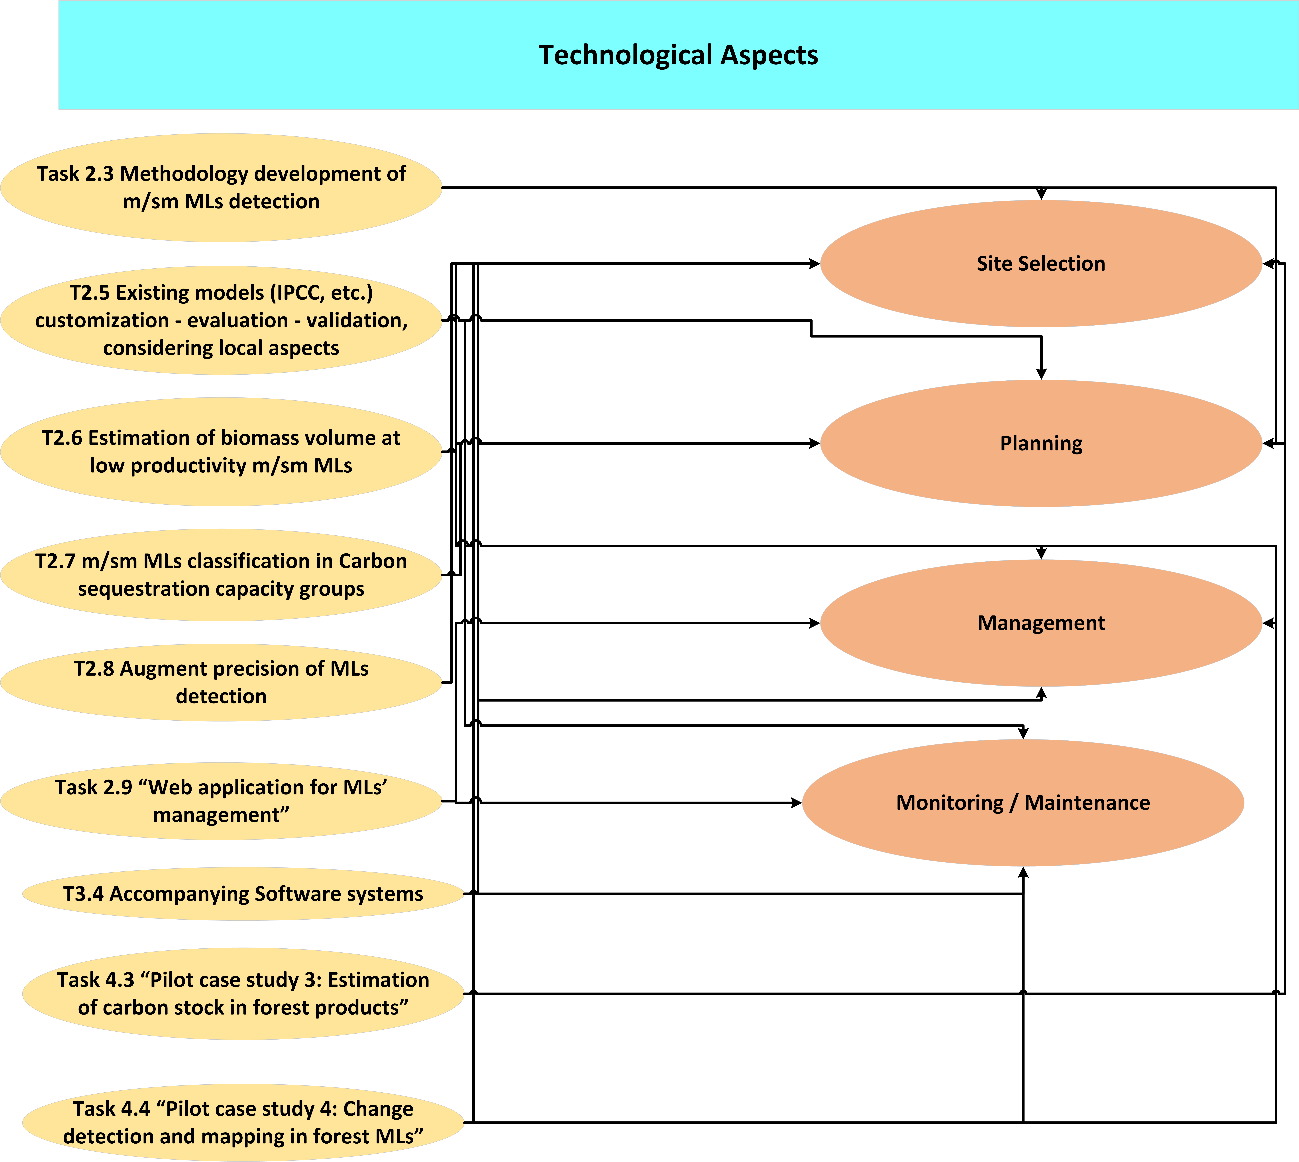 Technological Aspects
Task 2.3 Methodology development of
m/sm MLs detection
Site Selection
T2.5 Existing models (IPCC, etc.)
customization - evaluation - validation,
considering local aspects
T2.6 Estimation of biomass volume at
low productivity m/sm MLs
Planning
T2.7 m/sm MLs classification in Carbon
sequestration capacity groups
Management
T2.8 Augment precision of MLs
detection
Task 2.9 “Web application for MLs’
management”
Monitoring / Maintenance
T3.4 Accompanying Software systems
Task 4.3 “Pilot case study 3: Estimation
of carbon stock in forest products”
Task 4.4 “Pilot case study 4: Change
detection and mapping in forest MLs”